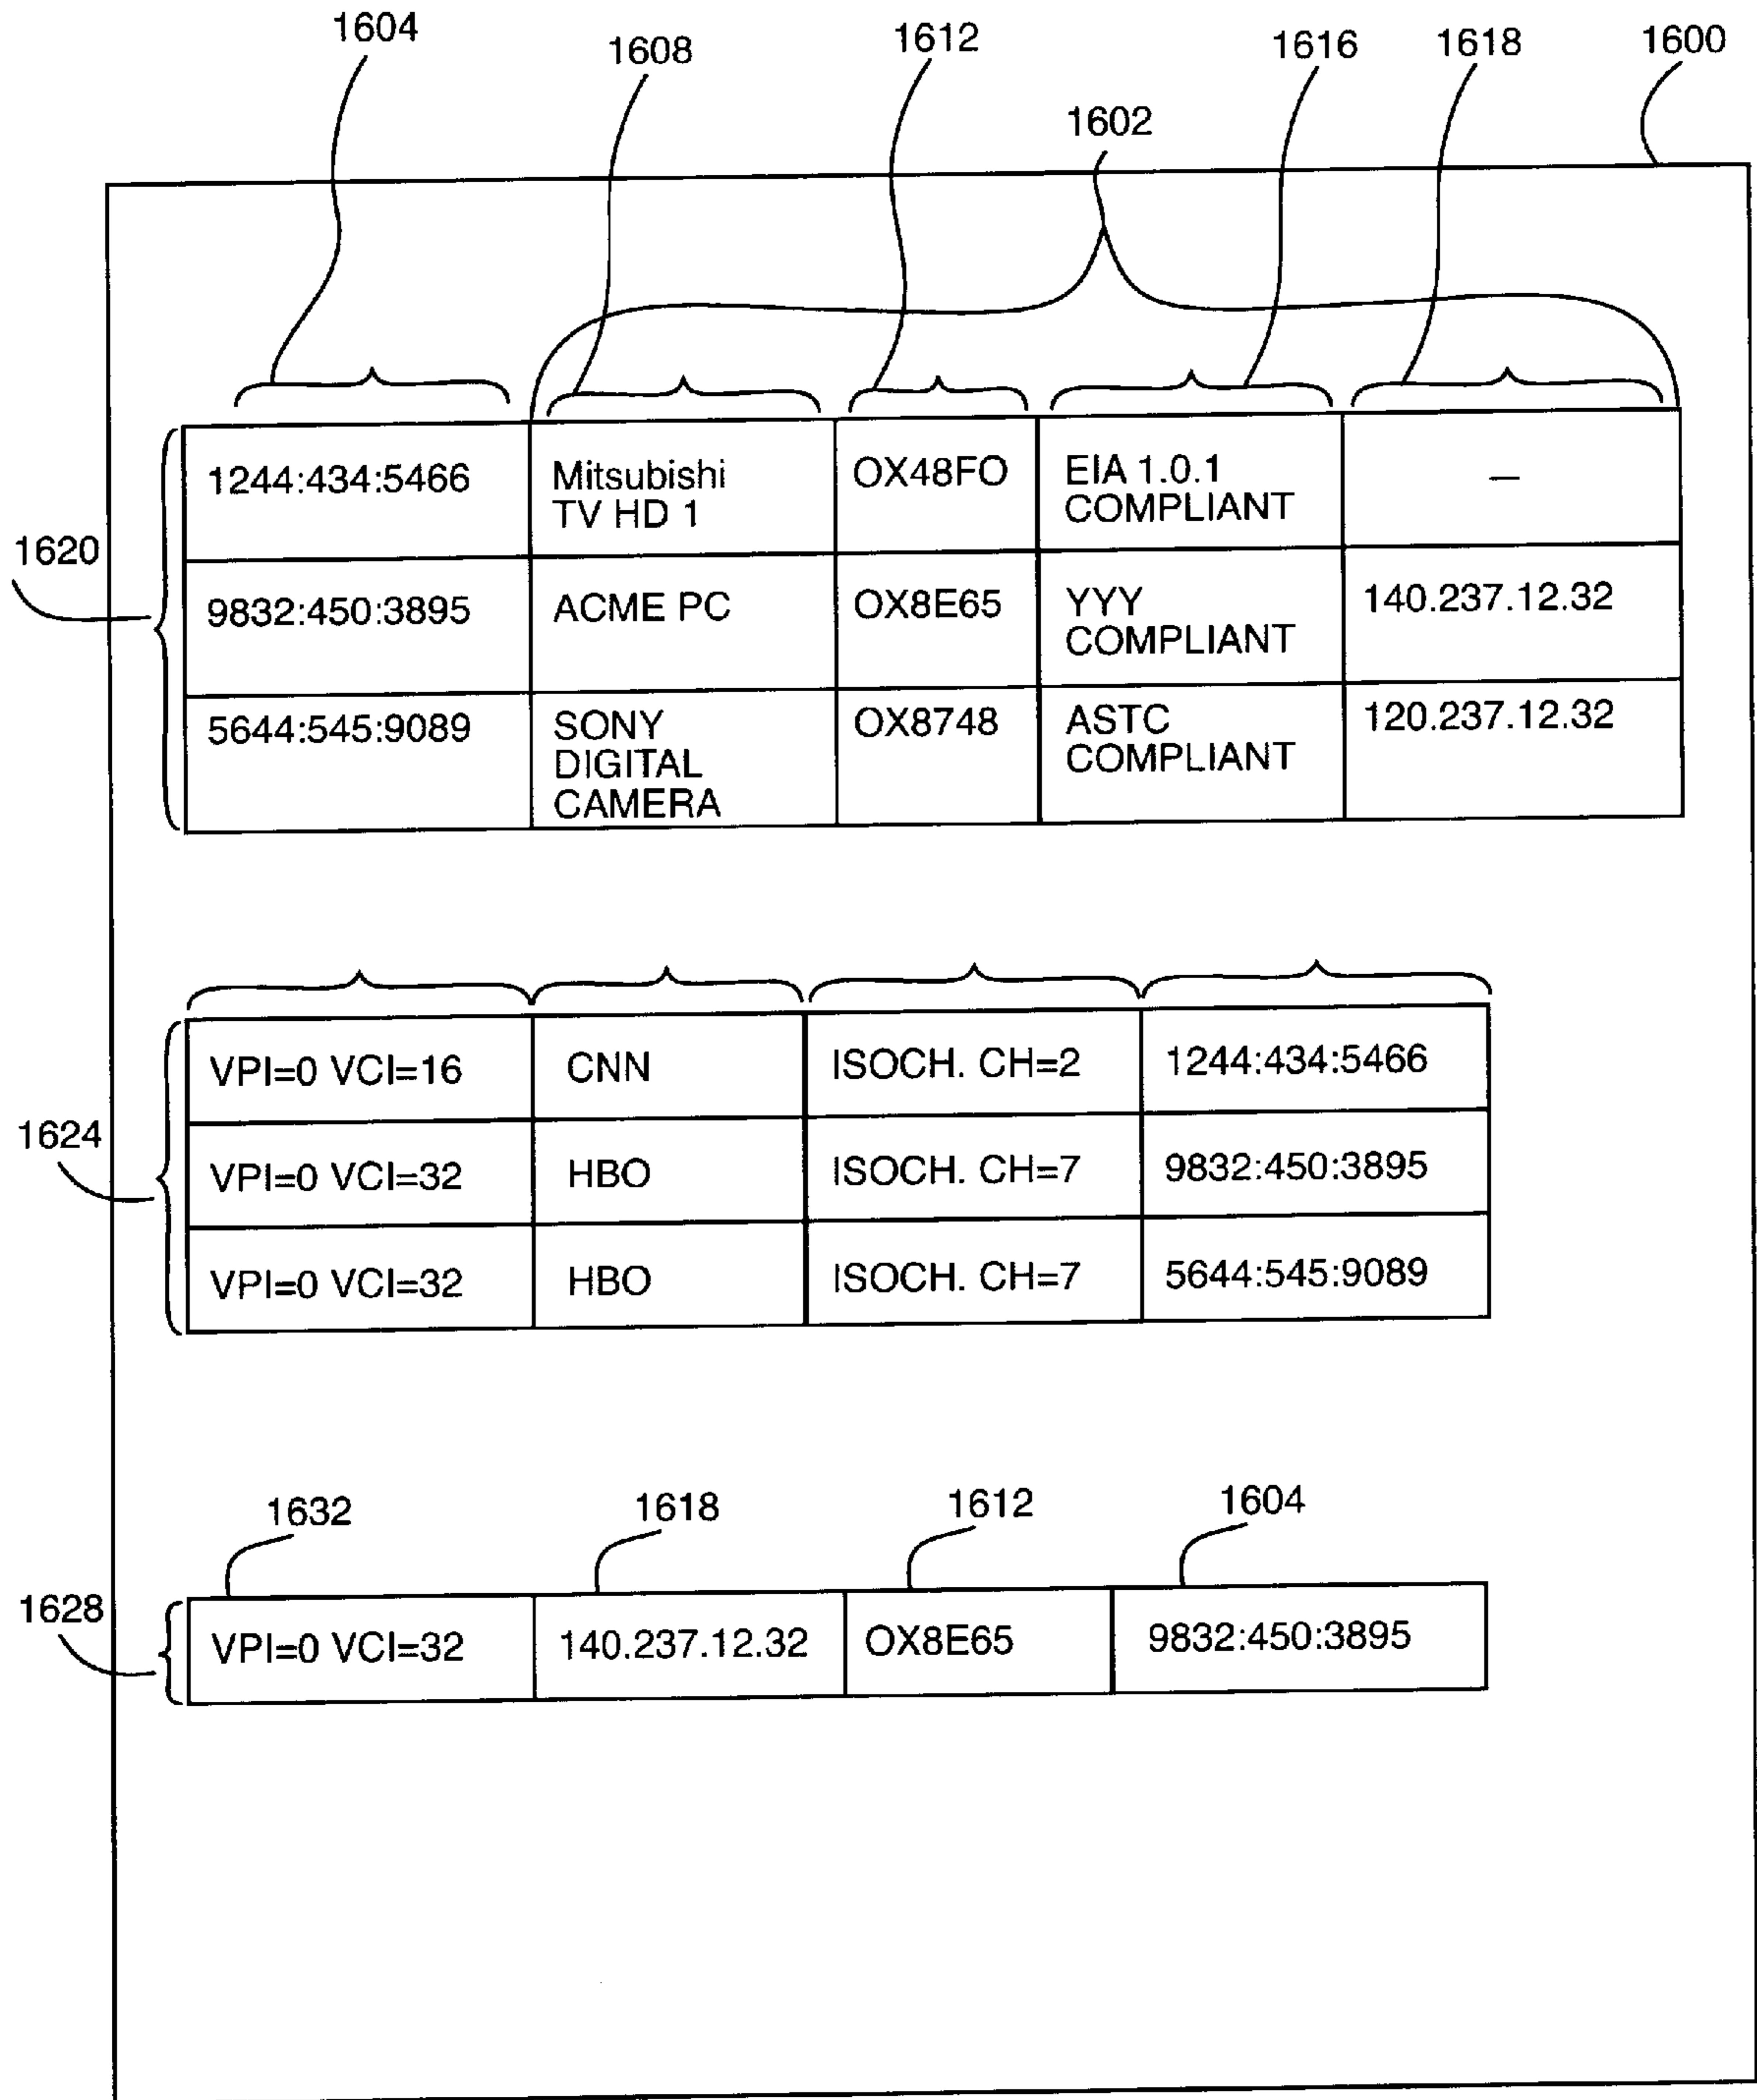 1604
1608
1612
1616
1618
1600
1602
1620
1244:434:5466
Mitsubishi
TV HD 1
OX48FO
EIA 1.0.1
COMPLIANT
—
9832:450:3895
ACME PC
OX8E65
YYY
COMPLIANT
140.237.12.32
5644:545:9089
SONY
DIGITAL
CAMERA
OX8748
ASTC
COMPLIANT
120.237.12.32
1624
VPI=0 VCI=16
CNN
ISOCH. CH=2
1244:434:5466
VPI=0 VCI=32
HBO
ISOCH. CH=7
9832:450:3895
VPI=0 VCI=32
HBO
ISOCH. CH=7
5644:545:9089
1632
1618
1612
1604
1628
VPI=0 VCI=32
140.237.12.32
OX8E65
9832:450:3895